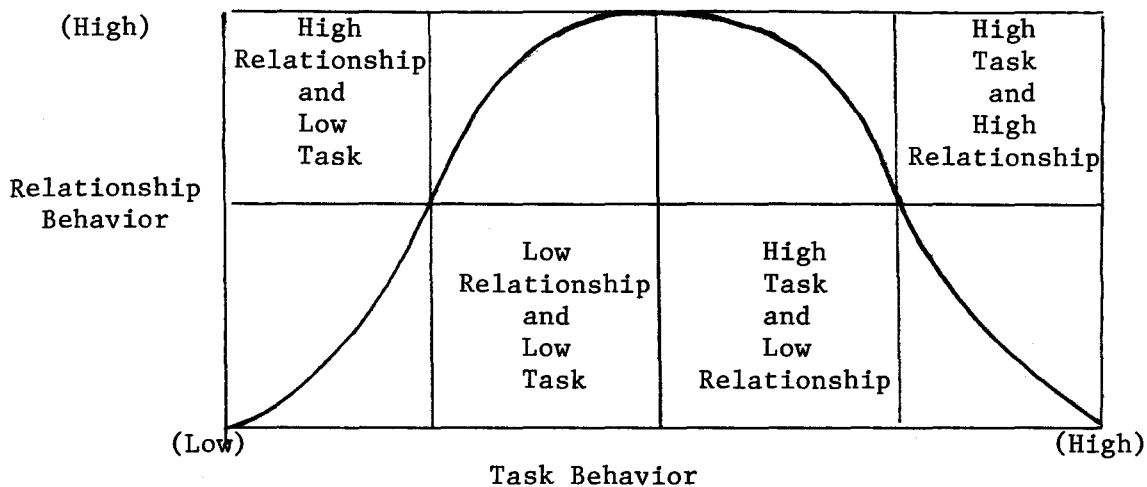 (High)
High
Relationship
and
Low
Task
High
Task
and
High
Relationship
Relationship
Behavior
Low
Relationship
and
Low
Task
High
Task
and
Low
Relationship
(Low)
(High)
Task Behavior